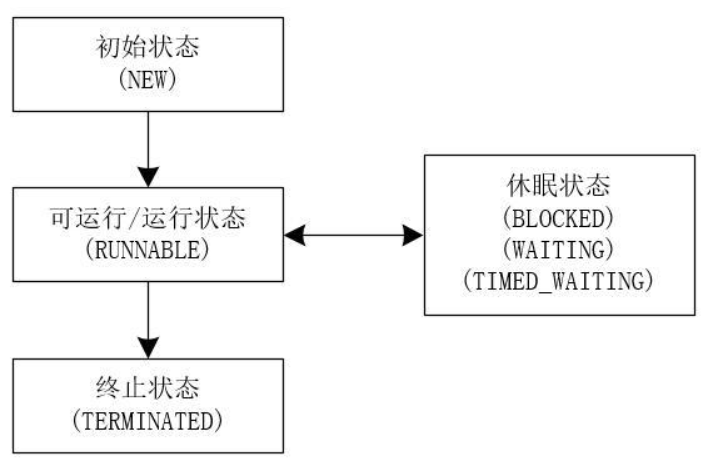 初始状态
(NEW)
可运行/运行状态
(RUNNABLE)
休眠状态
(BLOCKED)
(WAITING)
(TIMED_WAITING)
终止状态
(TERMINATED)